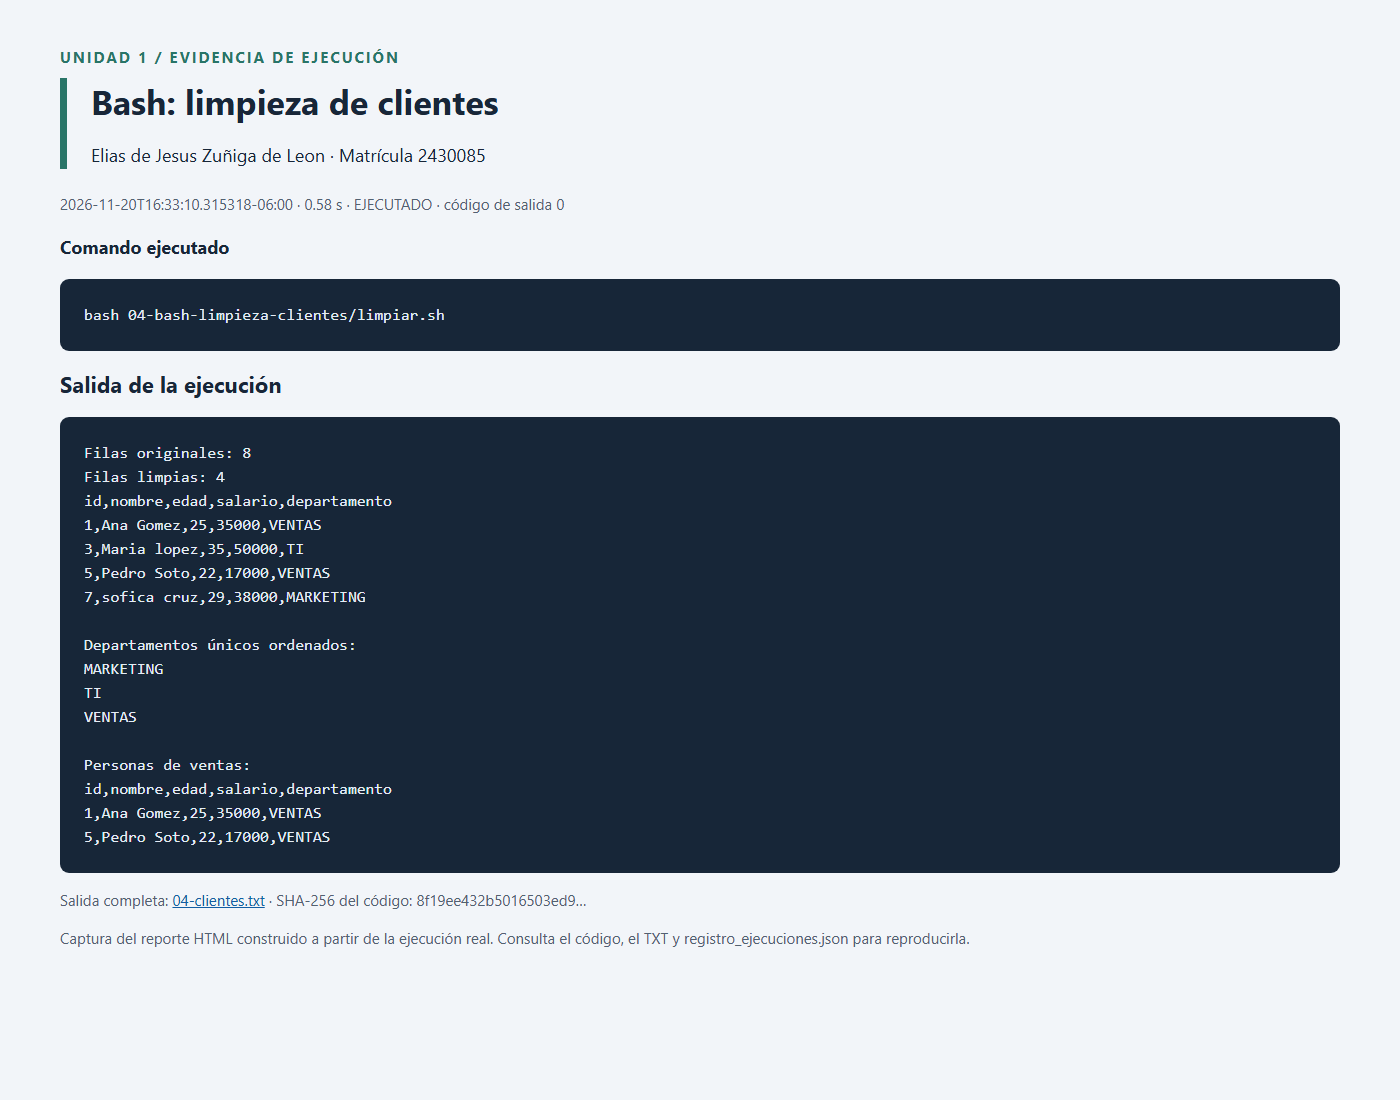 UNIDAD 1 / EVIDENCIA DE EJECUCIÓN
Bash: limpieza de clientes
Elias de Jesus Zuñiga de Leon · Matrícula 2430085
2026-11-20T16:33:10.315318-06:00 · 0.58 s · EJECUTADO · código de salida 0
Comando ejecutado
bash 04-bash-limpieza-clientes/limpiar.sh
Salida de la ejecución
Filas originales: 8
Filas limpias: 4
id,nombre,edad,salario,departamento
1,Ana Gomez,25,35000,VENTAS
3,Maria lopez,35,50000,TI
5,Pedro Soto,22,17000,VENTAS
7,sofica cruz,29,38000,MARKETING
Departamentos únicos ordenados:
MARKETING
TI
VENTAS
Personas de ventas:
id,nombre,edad,salario,departamento
1,Ana Gomez,25,35000,VENTAS
5,Pedro Soto,22,17000,VENTAS
Salida completa: 04-clientes.txt · SHA-256 del código: 8f19ee432b5016503ed9...
Captura del reporte HTML construido a partir de la ejecución real. Consulta el código, el TXT y registro_ejecuciones.json para reproducirla.